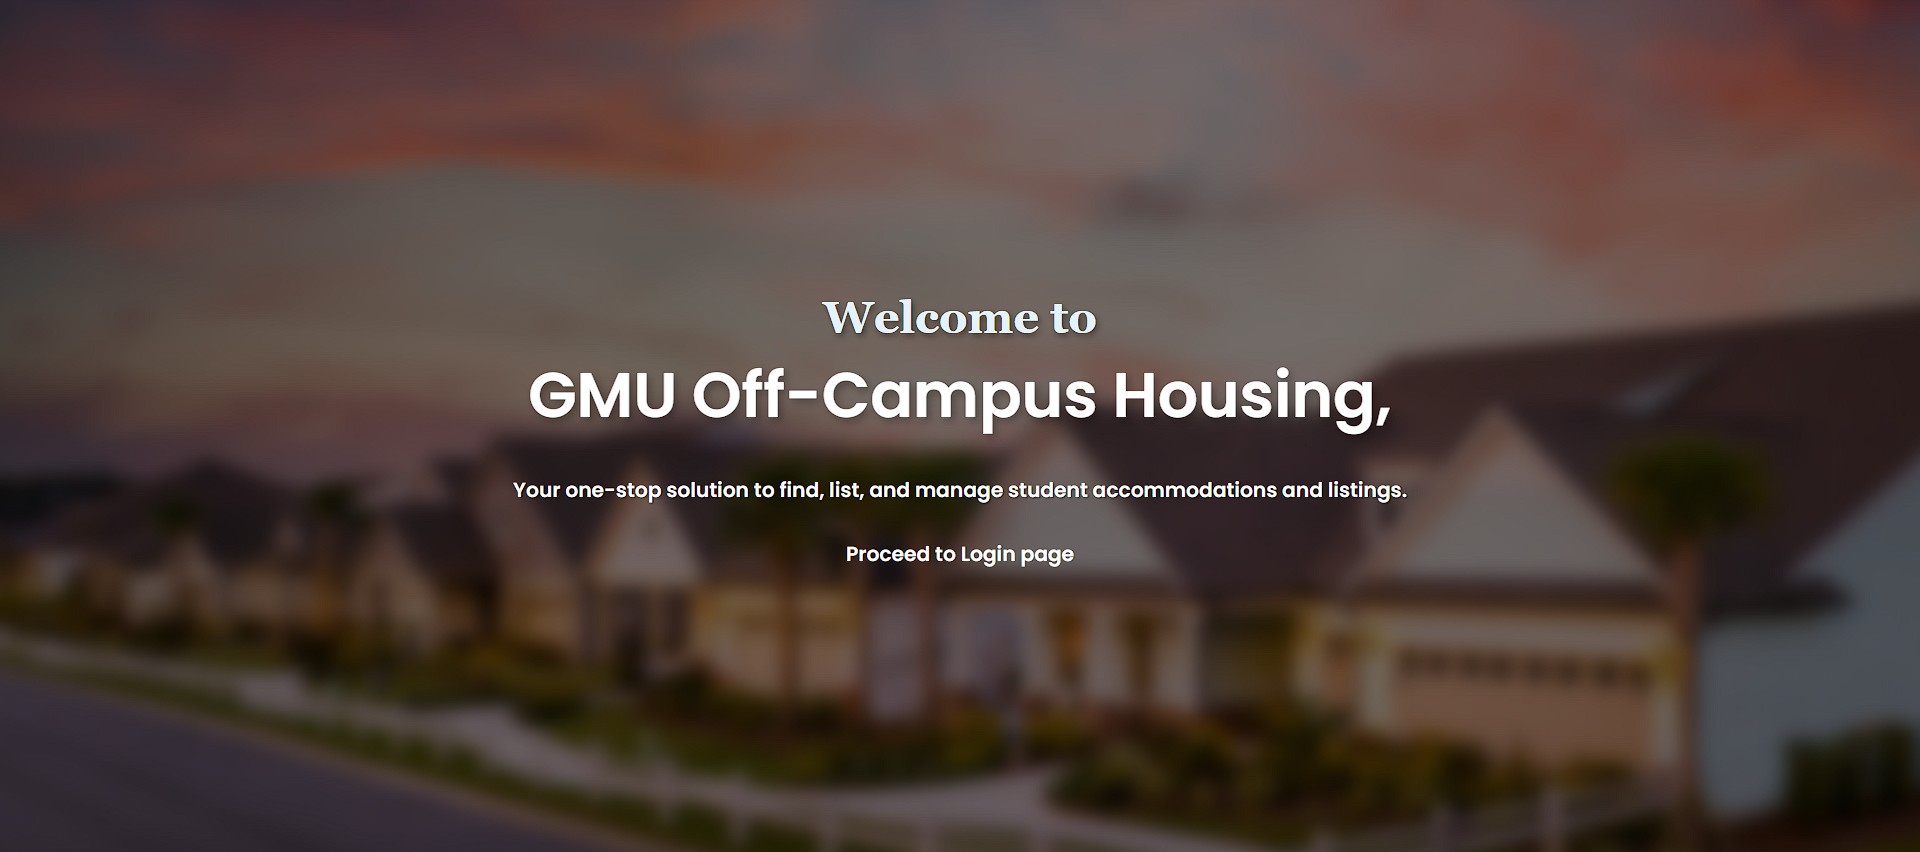 Welcome to
GMU Off-Campus Housing,
Your one-stop solution to find, list, and manage student accommodations and listings.
Proceed to Login page